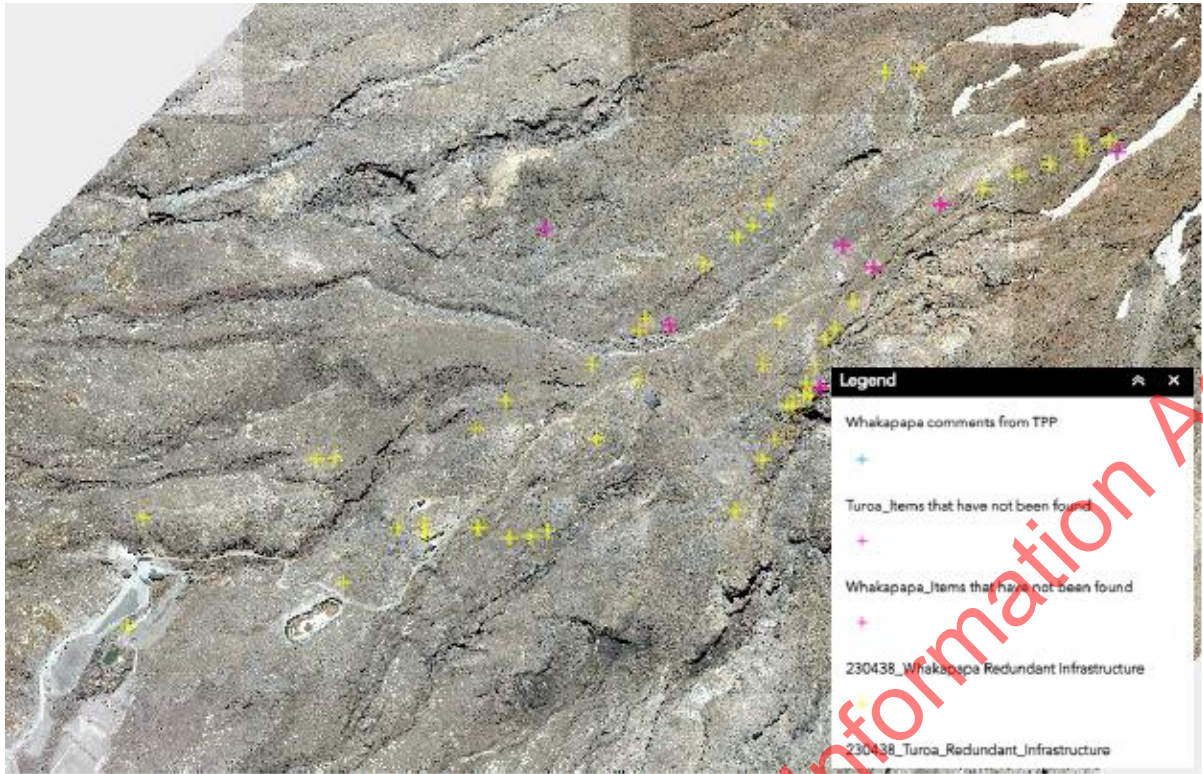 Legend
Whakapapa comments from TPP
Turoa_Items that have not been found
Whakapapa_Items that have not been found
230438_Whakapapa Redundant Infrastructure
230438_Turoa_Redundant_Infrastructure
Information A